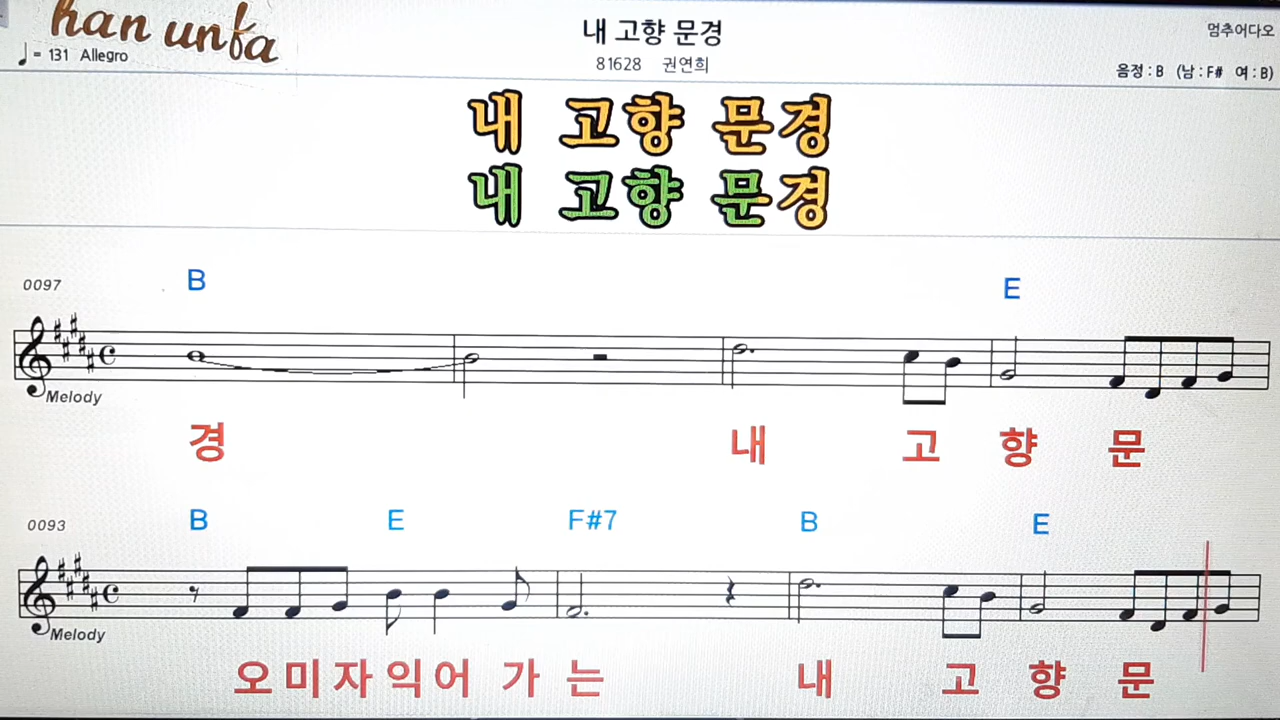 han unfa
내 고향 문경
멈추어다오
♩= 131 Allegro
81628 권연희
음정 : B (남 : F# 여 : B)
내 고향 문경
내 고향 문경
0097
B E
Melody
경 내 고 향 문
0093
B E F#7 B E
Melody
오 미 자 익 어 가 는 내 고 향 문